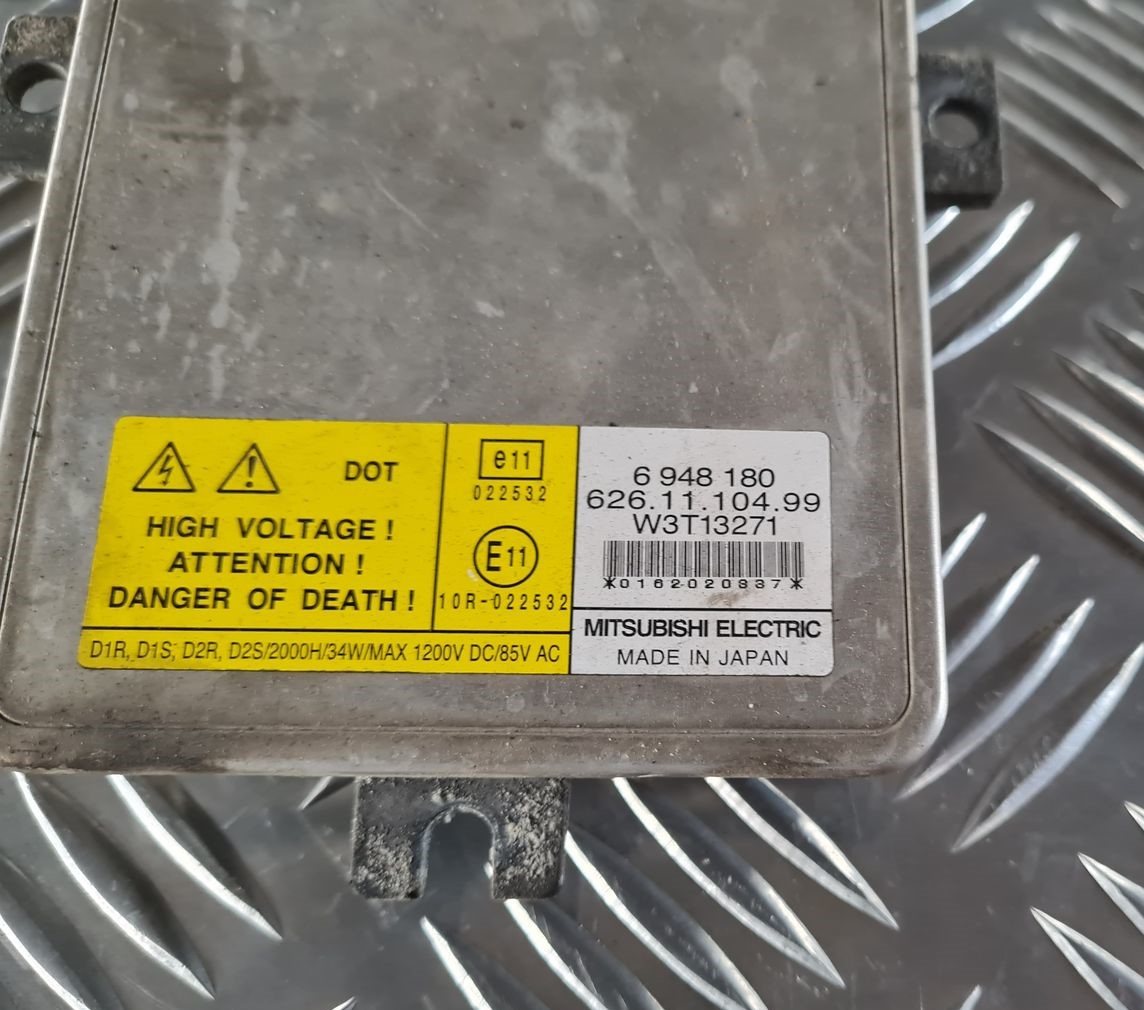 DOT
HIGH VOLTAGE !
ATTENTION !
DANGER OF DEATH !
e11
022532
E11
10R-022532
D1R, D1S, D2R, D2S/2000H/34W/MAX 1200V DC/85V AC
6 948 180
626.11.104.99
W3T13271
*0162020837*
MITSUBISHI ELECTRIC
MADE IN JAPAN